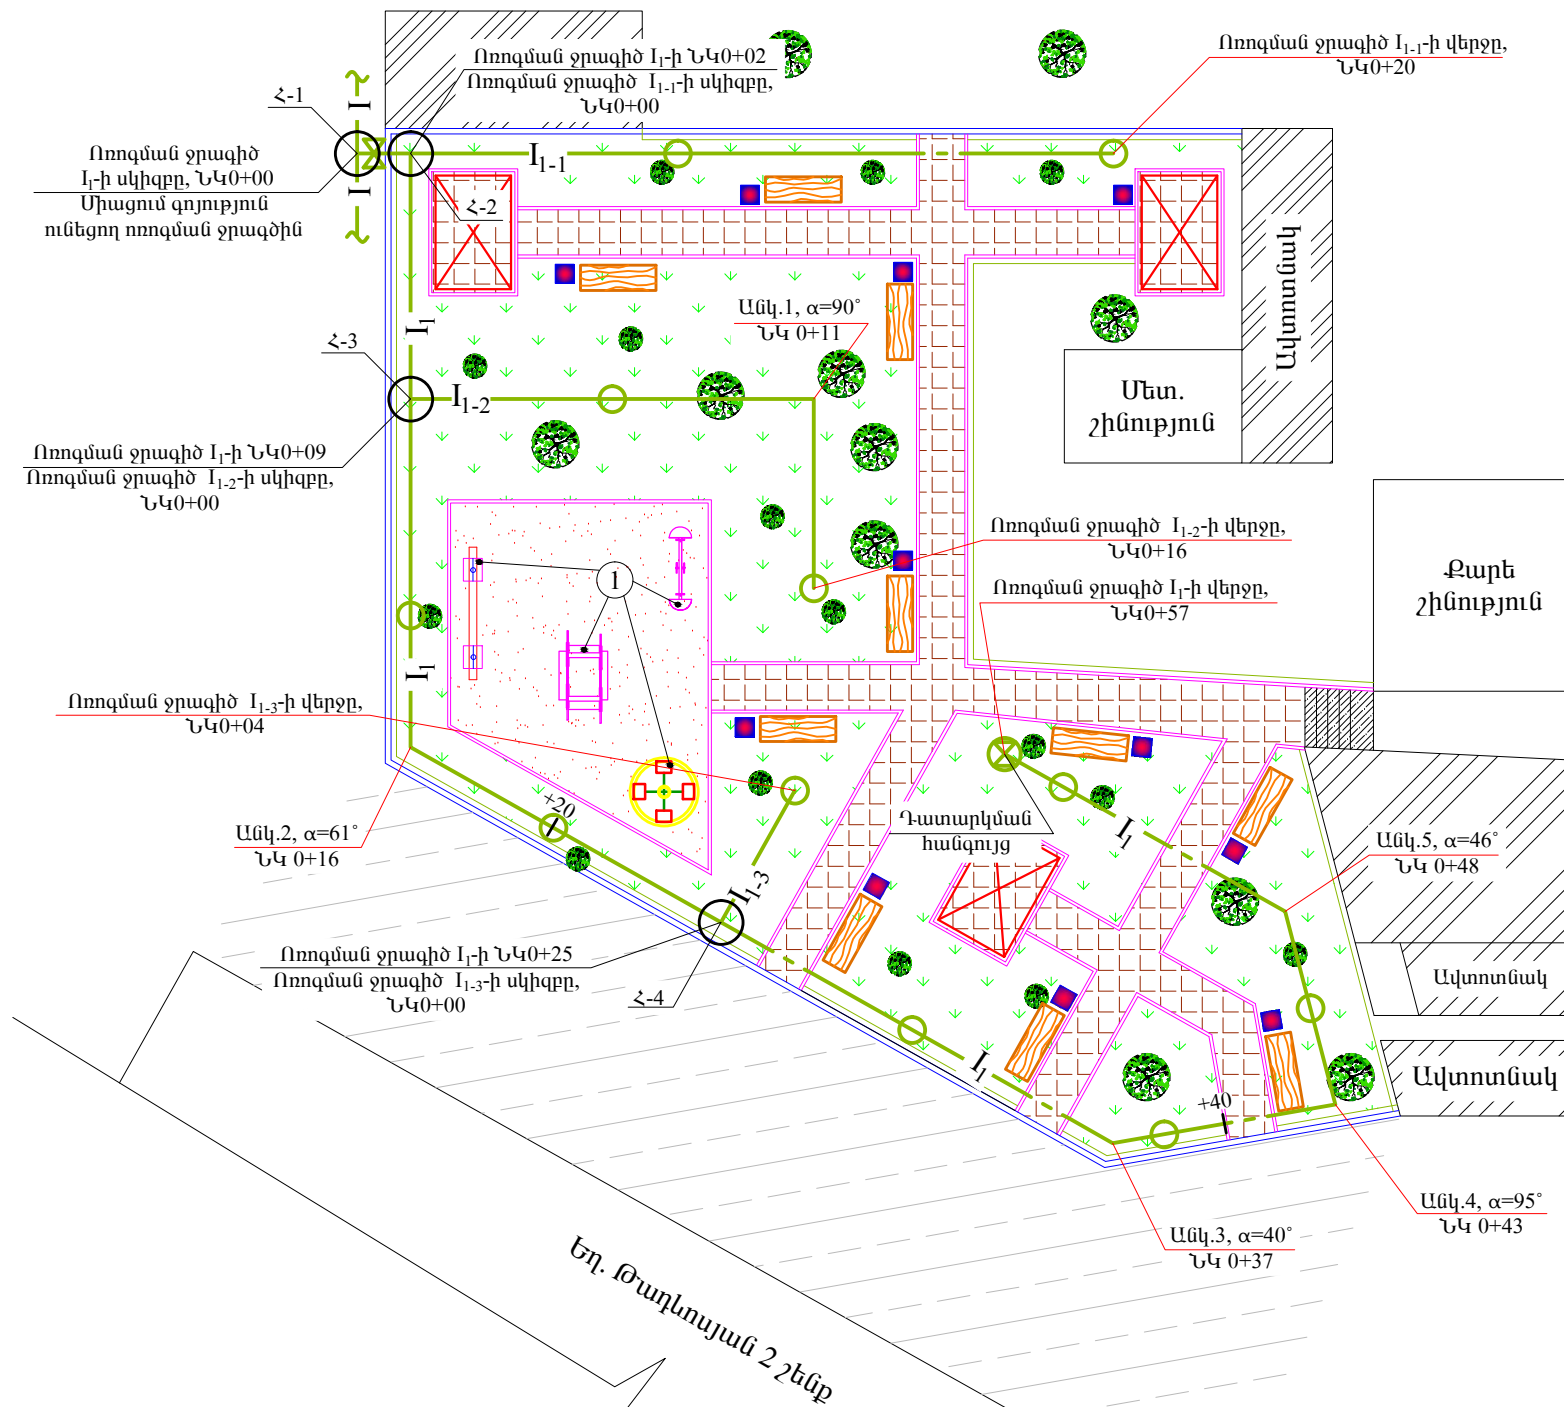 Ոռոգման ջրագիծ I₁-ի ՆԿ0+02
Ոռոգման ջրագիծ I₁₋₁-ի սկիզբը,
ՆԿ0+00
Ոռոգման ջրագիծ I₁₋₁-ի վերջը,
ՆԿ0+20
Հ-1
I
I
Ոռոգման ջրագիծ
I₁-ի սկիզբը, ՆԿ0+00
Միացում գոյություն
ունեցող ոռոգման ջրագծին
I₁₋₁
Հ-2
Դիտատիոհ
I₁
Անկ.1, α=90°
ՆԿ 0+11
Հ-3
I₁₋₂
Մետ.
շինություն
Ոռոգման ջրագիծ I₁-ի ՆԿ0+09
Ոռոգման ջրագիծ I₁₋₂-ի սկիզբը,
ՆԿ0+00
Ոռոգման ջրագիծ I₁₋₂-ի վերջը,
ՆԿ0+16
1
Քարե
շինություն
Ոռոգման ջրագիծ I₁-ի վերջը,
ՆԿ0+57
I₁
Ոռոգման ջրագիծ I₁₋₃-ի վերջը,
ՆԿ0+04
+20
Անկ.2, α=61°
ՆԿ 0+16
Դատարկման
հանգույց
I₁
Անկ.5, α=46°
ՆԿ 0+48
I₁₋₃
Ոռոգման ջրագիծ I₁-ի ՆԿ0+25
Ոռոգման ջրագիծ I₁₋₃-ի սկիզբը,
ՆԿ0+00
Հ-4
Ավտոտնակ
I₁
Ավտոտնակ
+40
Անկ.4, α=95°
ՆԿ 0+43
Անկ.3, α=40°
ՆԿ 0+37
Եղ. Թադևոսյան 2 շենք